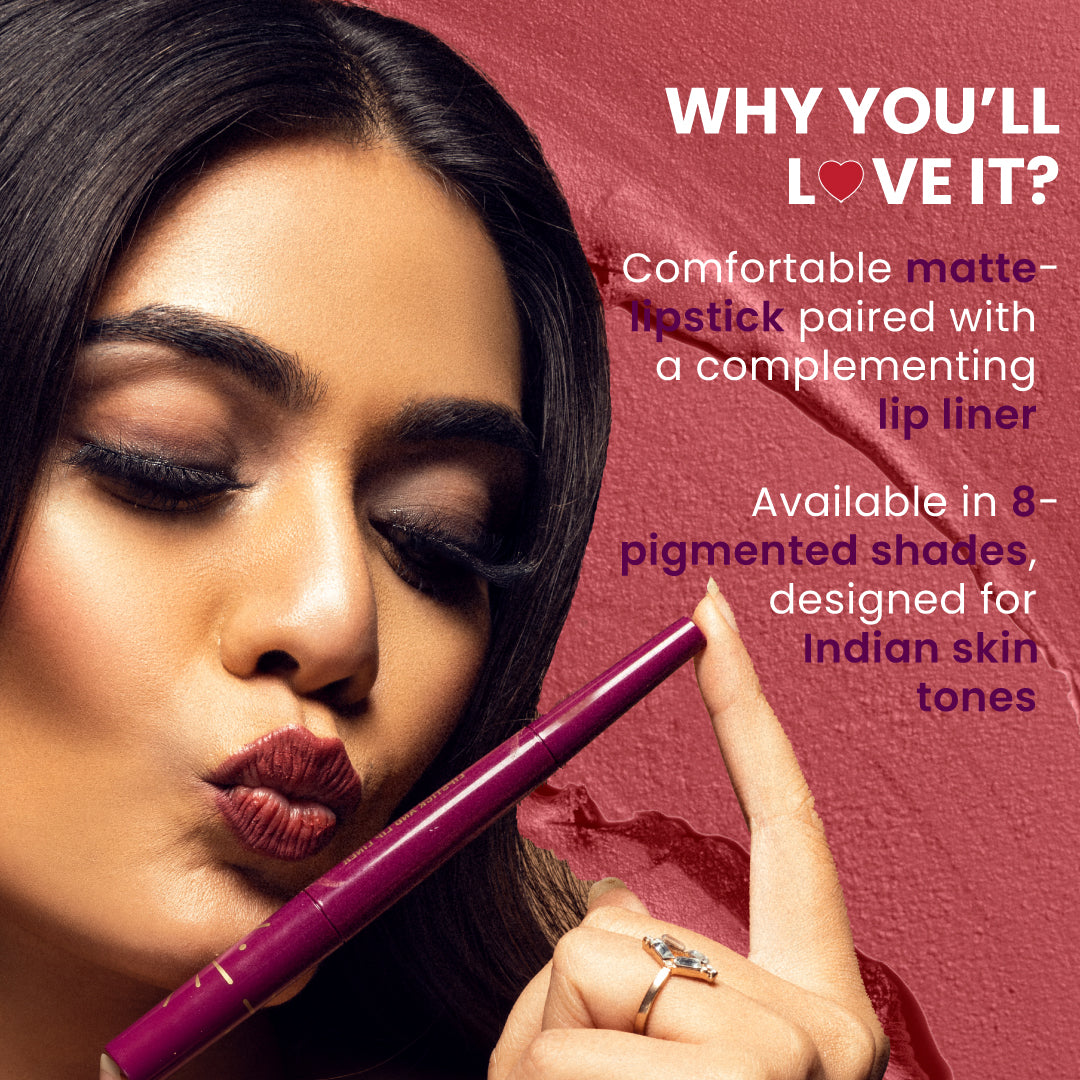 WHY YOU'LL
L❤VE IT?
Comfortable matte-
lipstick paired with
a complementing
lip liner
Available in 8-
pigmented shades,
designed for
Indian skin
tones